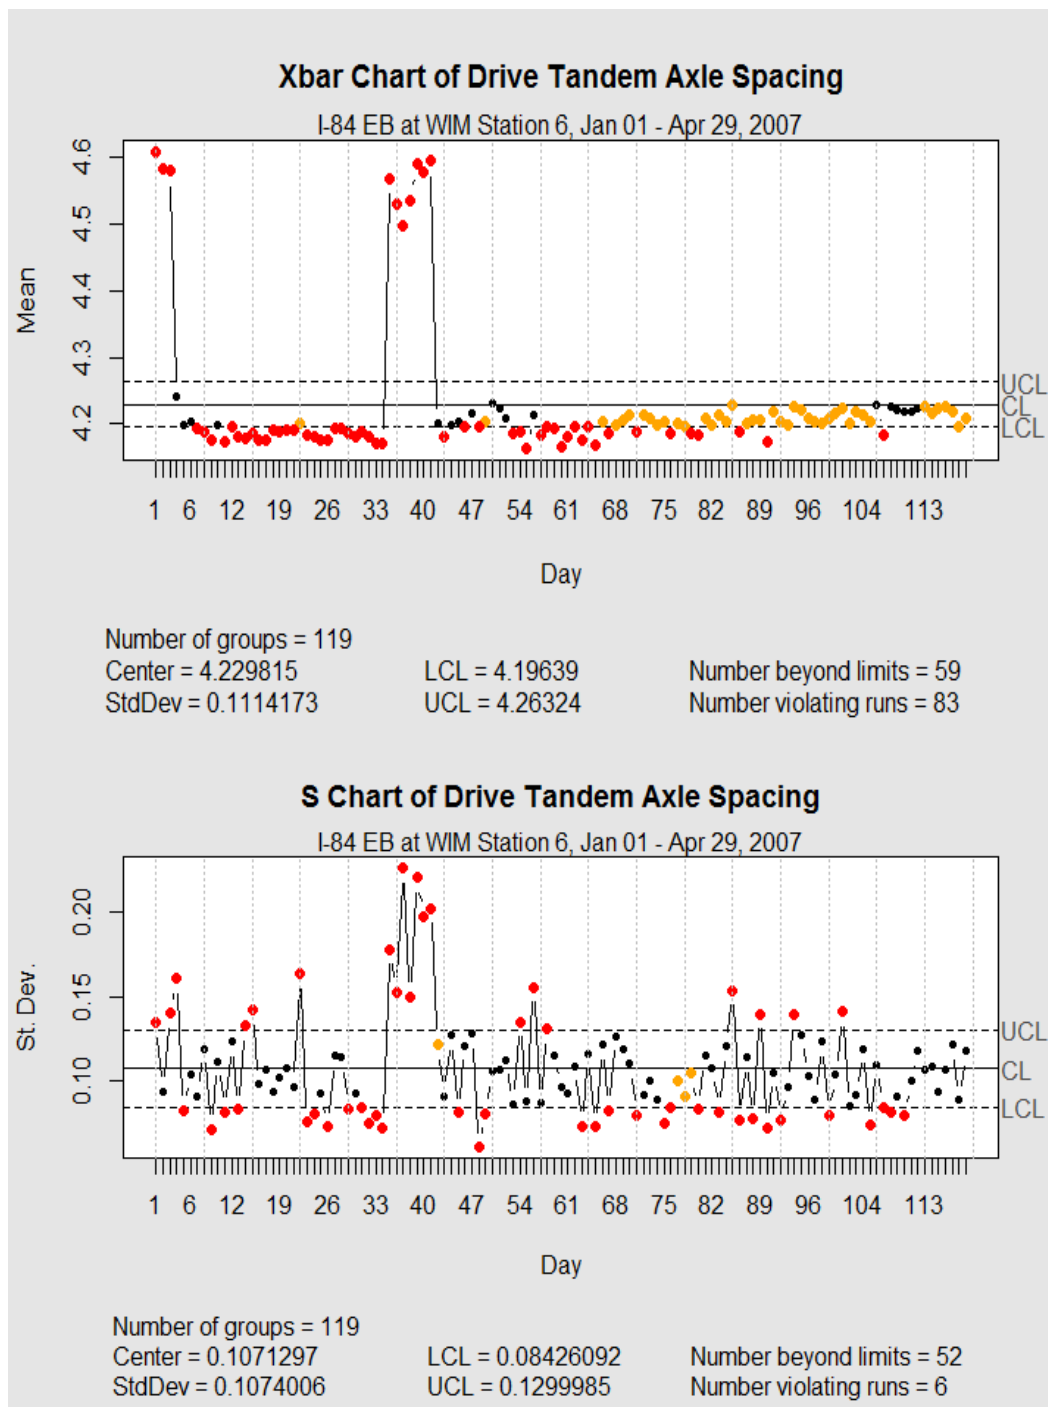 Xbar Chart of Drive Tandem Axle Spacing
I-84 EB at WIM Station 6, Jan 01 - Apr 29, 2007
Mean
4.6
4.5
4.4
4.3
4.2
UCL
CL
LCL
1 6 12 19 26 33 40 47 54 61 68 75 82 89 96 104 113
Day
Number of groups = 119
Center = 4.229815 LCL = 4.19639 Number beyond limits = 59
StdDev = 0.1114173 UCL = 4.26324 Number violating runs = 83
S Chart of Drive Tandem Axle Spacing
I-84 EB at WIM Station 6, Jan 01 - Apr 29, 2007
St. Dev.
0.20
0.15
0.10
UCL
CL
LCL
1 6 12 19 26 33 40 47 54 61 68 75 82 89 96 104 113
Day
Number of groups = 119
Center = 0.1071297 LCL = 0.08426092 Number beyond limits = 52
StdDev = 0.1074006 UCL = 0.1299985 Number violating runs = 6